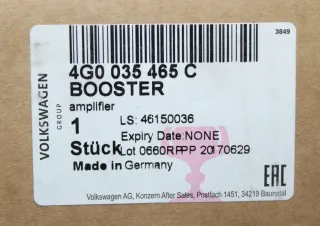 3849
4G0 035 465 C
BOOSTER
amplifier
LS: 46150036
1
Expiry Date:NONE
Stück Lot 0660RPPP 20170629
Made in Germany
VOLKSWAGEN
GROUP
EAC
Volkswagen AG, Konzern After Sales, Postfach 1451, 34219 Baunatal